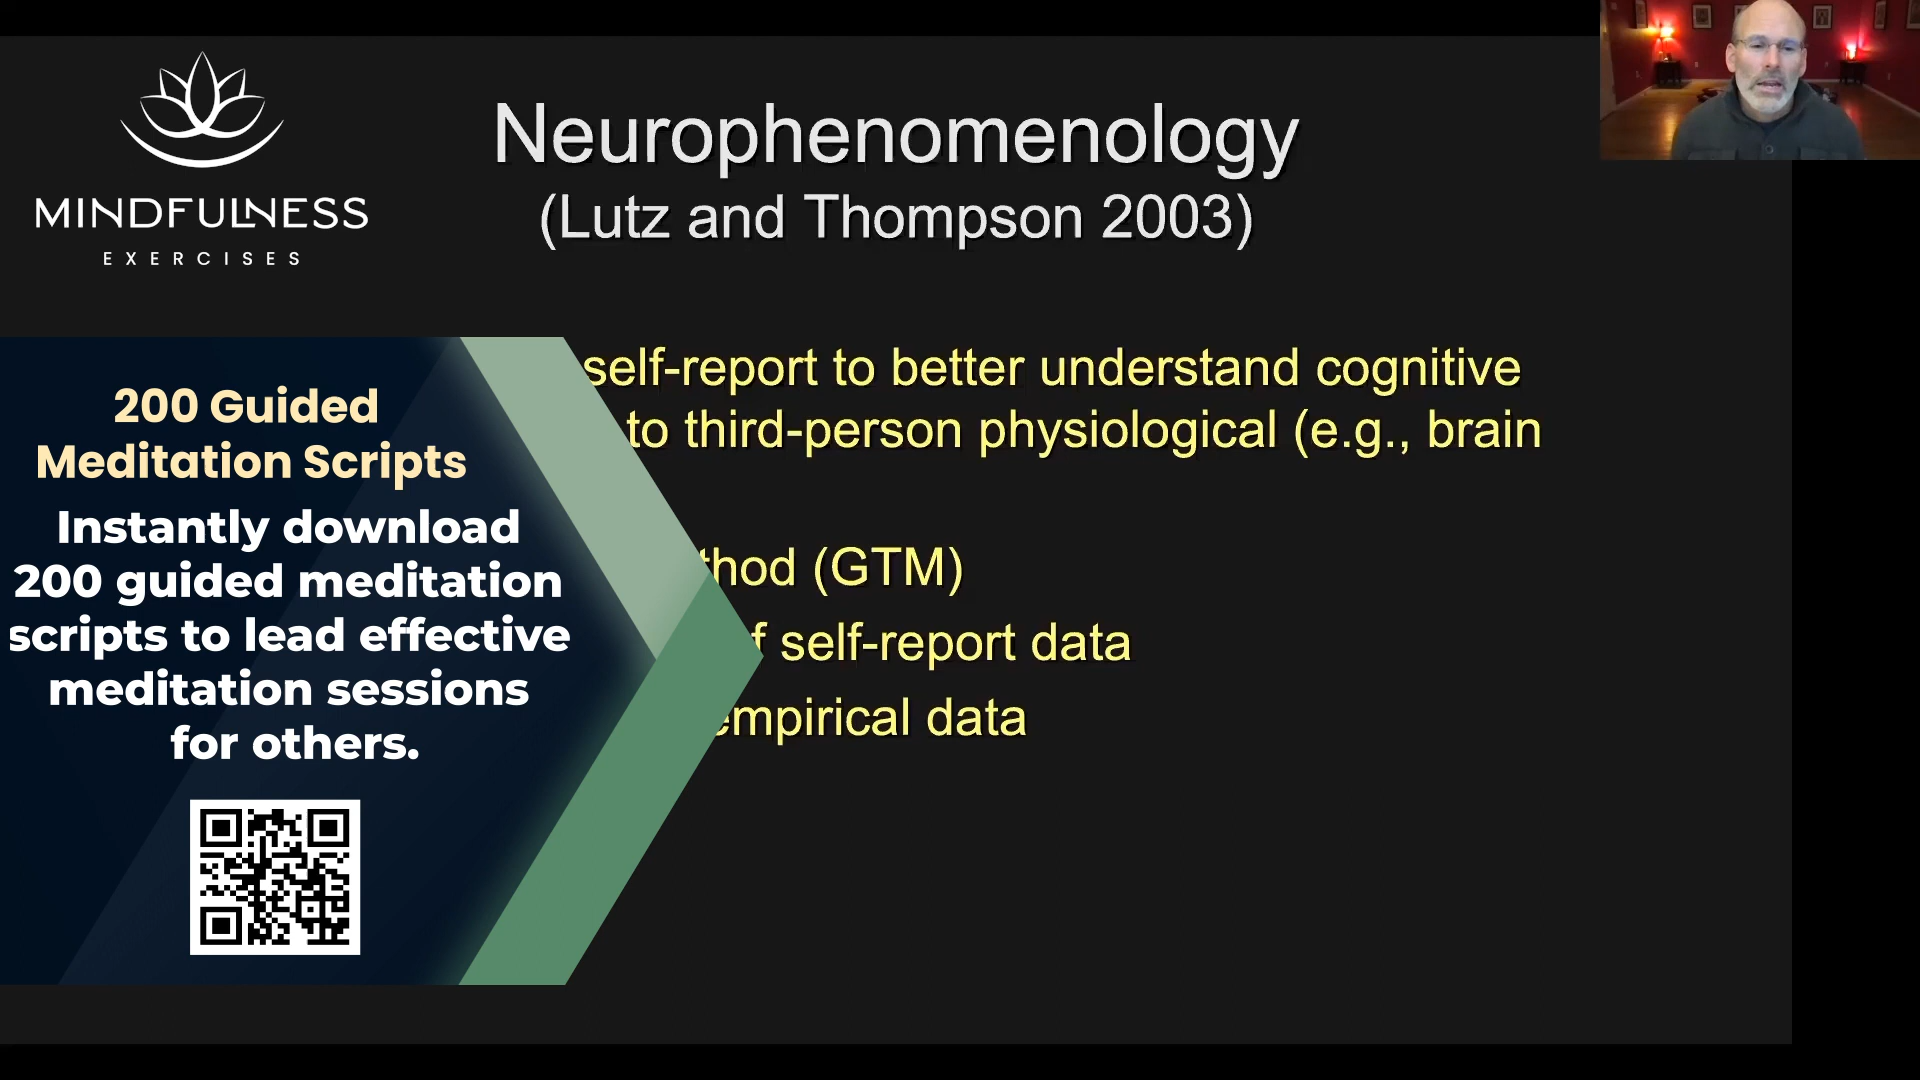 MINDFULNESS
EXERCISES
Neurophenomenology
(Lutz and Thompson 2003)
self-report to better understand cognitive
to third-person physiological (e.g., brain
(GTM)
self-report data
empirical data
200 Guided
Meditation Scripts
Instantly download
200 guided meditation
scripts to lead effective
meditation sessions
for others.